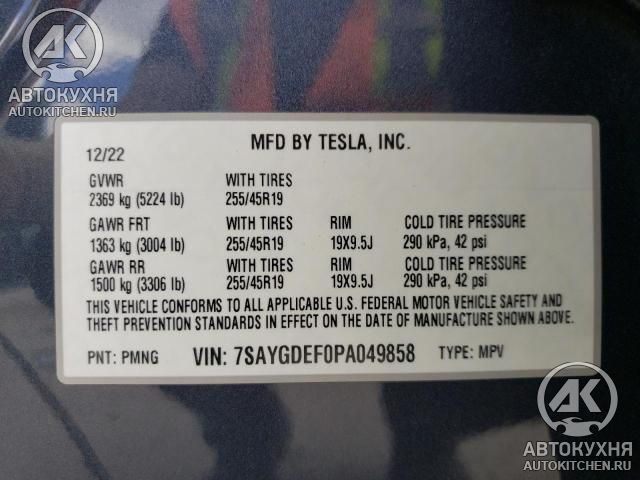 AK
АВТОКУХНЯ
AUTOKITCHEN.RU
MFD BY TESLA, INC.
12/22
GVWR WITH TIRES
2369 kg (5224 lb) 255/45R19
GAWR FRT WITH TIRES RIM COLD TIRE PRESSURE
1363 kg (3004 lb) 255/45R19 19X9.5J 290 kPa, 42 psi
GAWR RR WITH TIRES RIM COLD TIRE PRESSURE
1500 kg (3306 lb) 255/45R19 19X9.5J 290 kPa, 42 psi
THIS VEHICLE CONFORMS TO ALL APPLICABLE U.S. FEDERAL MOTOR VEHICLE SAFETY AND
THEFT PREVENTION STANDARDS IN EFFECT ON THE DATE OF MANUFACTURE SHOWN ABOVE.
PNT: PMNG VIN: 7SAYGDEF0PA049858 TYPE: MPV
AK
АВТОКУХНЯ
AUTOKITCHEN.RU